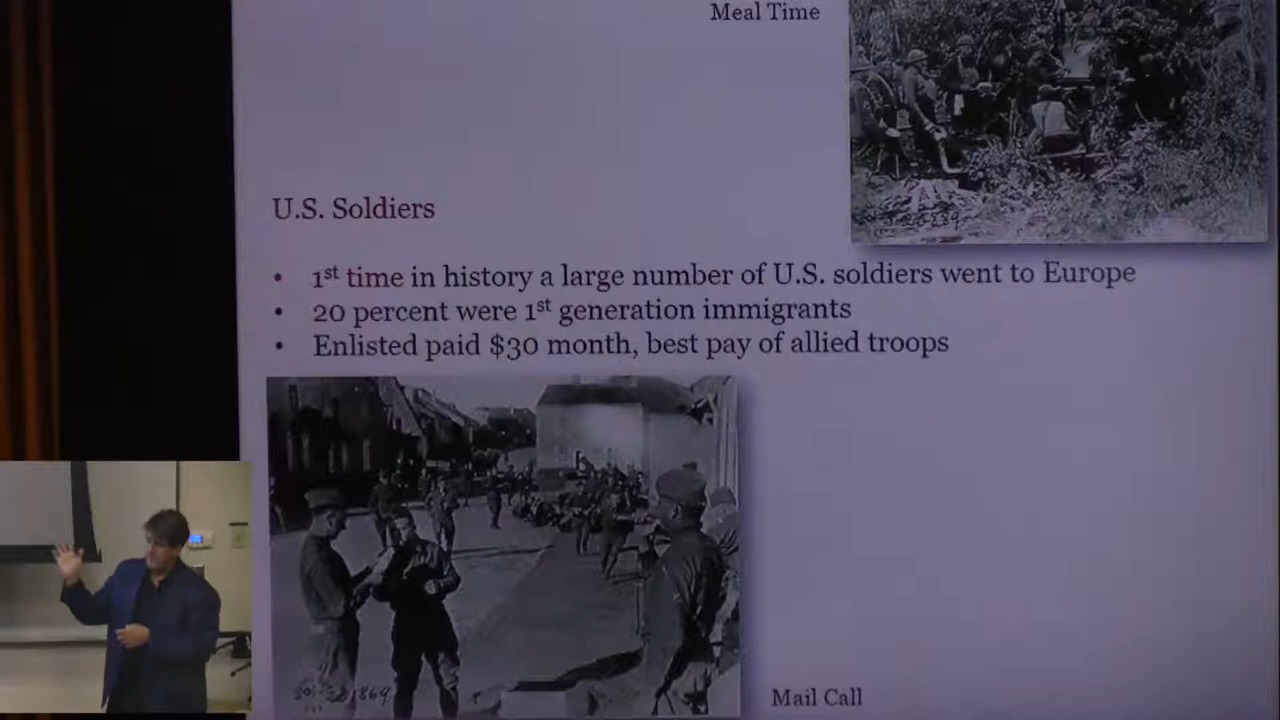 Meal Time
U.S. Soldiers
• 1st time in history a large number of U.S. soldiers went to Europe
• 20 percent were 1st generation immigrants
• Enlisted paid $30 month, best pay of allied troops
Mail Call